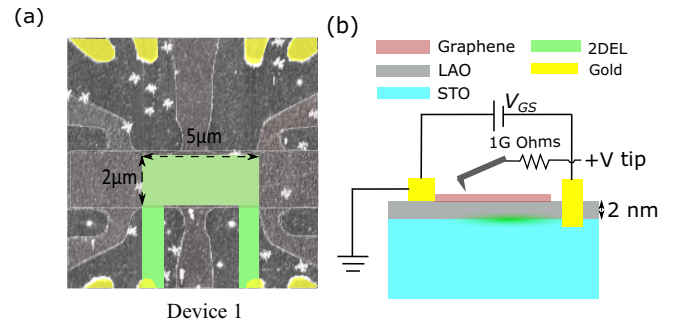 (a)
5μm
2μm
Device 1
(b)
Graphene
LAO
STO
2DEL
Gold
V_GS
1G Ohms
+V tip
2 nm